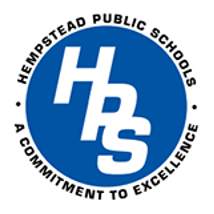 HEMPSTEAD PUBLIC SCHOOLS
HPS
• A COMMITMENT TO EXCELLENCE •